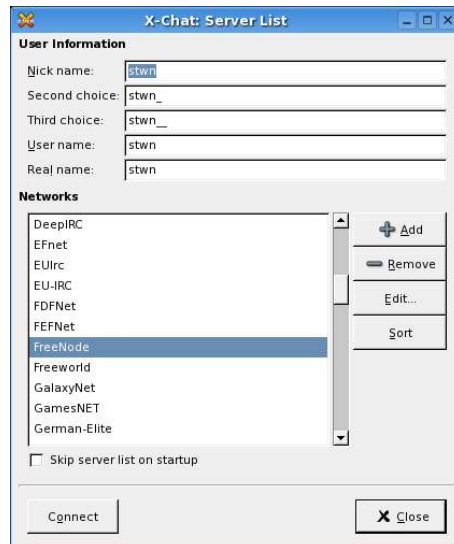 X-Chat: Server List
User Information
Nick name: stwn
Second choice: stwn_
Third choice: stwn__
User name: stwn
Real name: stwn
Networks
DeepIRC
EFnet
EUIrc
EU-IRC
FDFNet
FEFNet
FreeNode
Freeworld
GalaxyNet
GamesNET
German-Elite
Add
Remove
Edit...
Sort
Skip server list on startup
Connect
Close